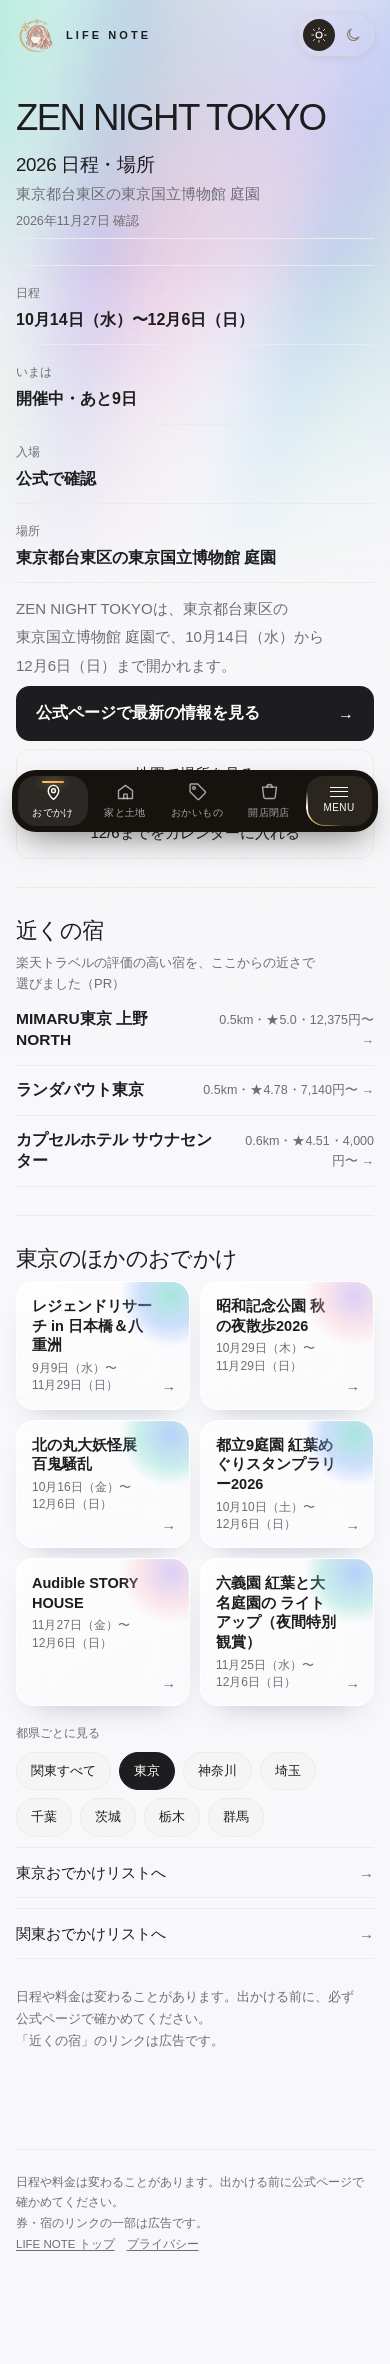 LIFE NOTE
ZEN NIGHT TOKYO
2026 日程・場所
東京都台東区の東京国立博物館 庭園
2026年11月27日 確認
日程
10月14日（水）〜12月6日（日）
いまは
開催中・あと9日
入場
公式で確認
場所
東京都台東区の東京国立博物館 庭園
ZEN NIGHT TOKYOは、東京都台東区の
東京国立博物館 庭園で、10月14日（水）から
12月6日（日）まで開かれます。
公式ページで最新の情報を見る →
おでかけ
家と土地
おかいもの
開店閉店
MENU
12/6までをカレンダーに入れる
近くの宿
楽天トラベルの評価の高い宿を、ここからの近さで
選びました（PR）
MIMARU東京 上野
NORTH
0.5km・★5.0・12,375円〜
→
ランダバウト東京
0.5km・★4.78・7,140円〜 →
カプセルホテル サウナセン
ター
0.6km・★4.51・4,000
円〜 →
東京のほかのおでかけ
レジェンドリサー
チ in 日本橋＆八
重洲
9月9日（水）〜
11月29日（日）
→
昭和記念公園 秋
の夜散歩2026
10月29日（木）〜
11月29日（日）
→
北の丸大妖怪展
百鬼騒乱
10月16日（金）〜
12月6日（日）
→
都立9庭園 紅葉め
ぐりスタンプラリ
ー2026
10月10日（土）〜
12月6日（日）
→
Audible STORY
HOUSE
11月27日（金）〜
12月6日（日）
→
六義園 紅葉と大
名庭園の ライト
アップ（夜間特別
観賞）
11月25日（水）〜
12月6日（日）
→
都県ごとに見る
関東すべて
東京
神奈川
埼玉
千葉
茨城
栃木
群馬
東京おでかけリストへ →
関東おでかけリストへ →
日程や料金は変わることがあります。出かける前に、必ず
公式ページで確かめてください。
「近くの宿」のリンクは広告です。
日程や料金は変わることがあります。出かける前に公式ページで
確かめてください。
券・宿のリンクの一部は広告です。
LIFE NOTE トップ プライバシー